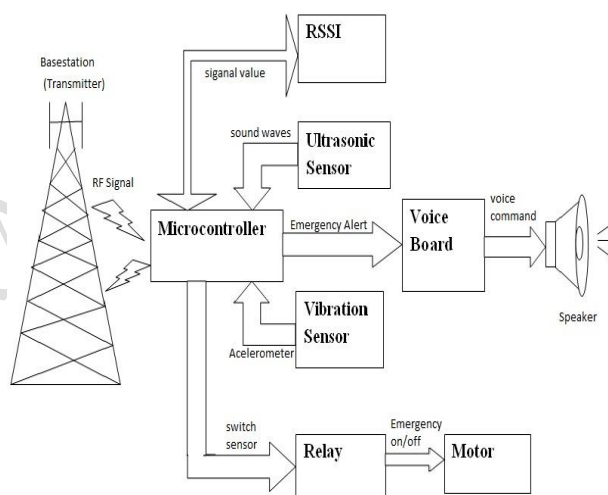 RSSI
Basestation
(Transmitter)
siganal value
sound waves
Ultrasonic
Sensor
RF Signal
Microcontroller
Emergency Alert
Voice
Board
voice
command
Speaker
Vibration
Sensor
Acelerometer
switch
sensor
Relay
Emergency
on/off
Motor